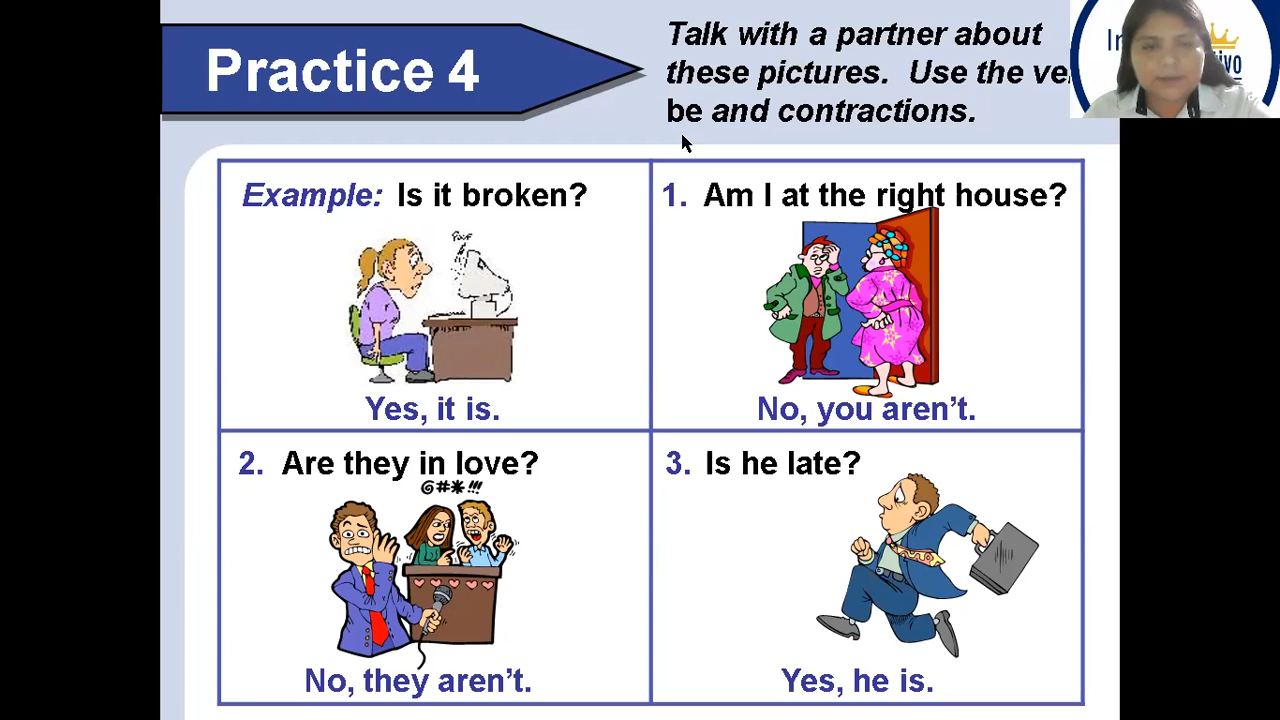 Practice 4
Talk with a partner about
these pictures. Use the
be and contractions.
Example: Is it broken?
POOF
Yes, it is.
1. Am I at the right house?
No, you aren't.
2. Are they in love?
@#*!!!
No, they aren't.
3. Is he late?
Yes, he is.